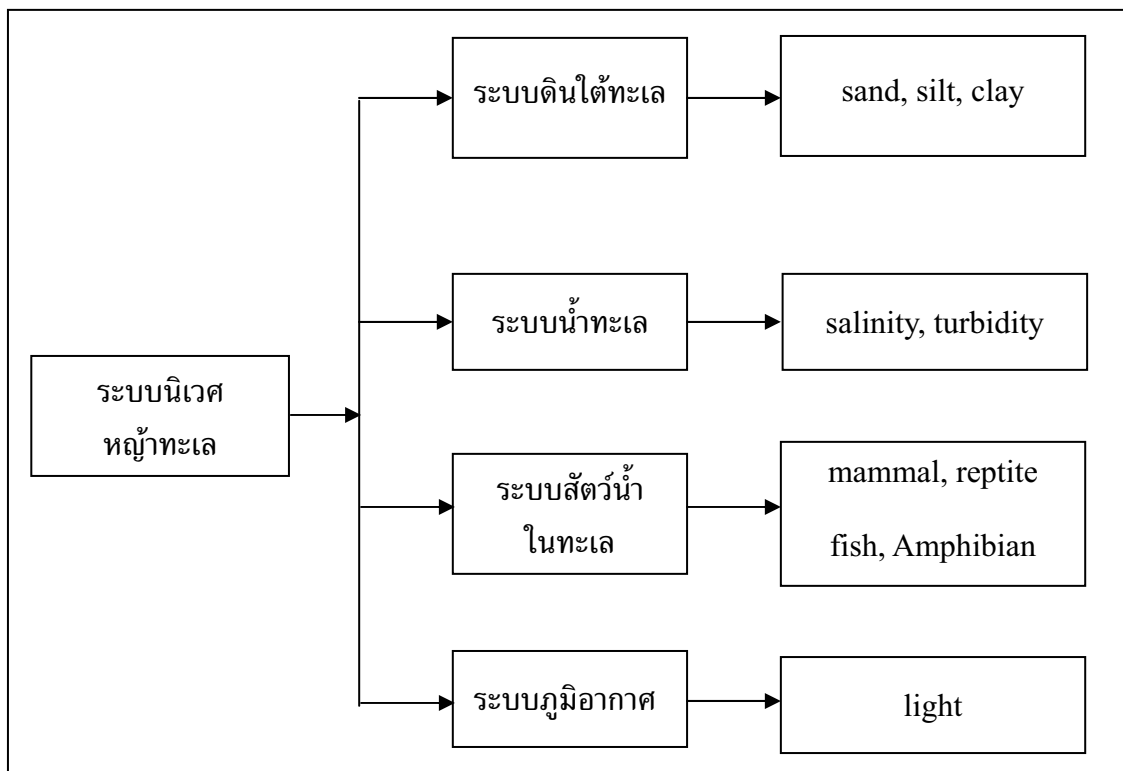 ระบบดินใต้ทะเล
sand, silt, clay
ระบบน้ำทะเล
salinity, turbidity
ระบบนิเวศ
หญ้าทะเล
ระบบสัตว์น้ำ
ในทะเล
mammal, reptite
fish, Amphibian
ระบบภูมิอากาศ
light